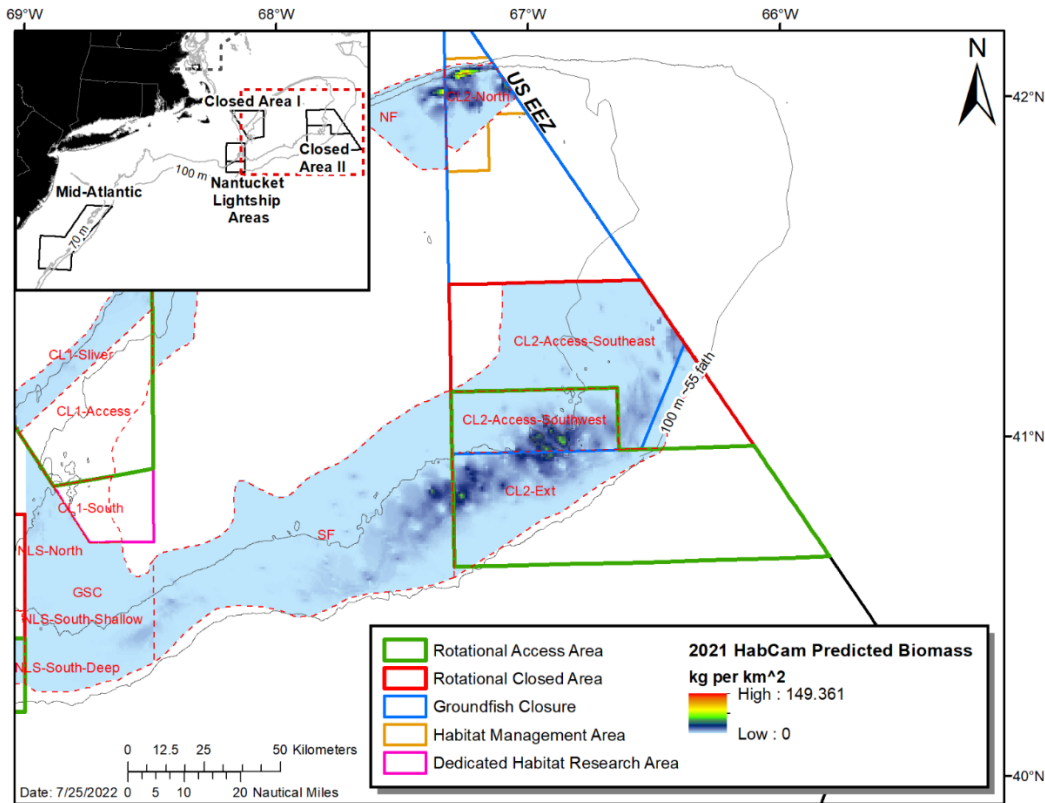 69°W 68°W 67°W 66°W
N
42°N
41°N
40°N
Closed Area I
Closed
Area II
100 m
Nantucket
Lightship
Areas
Mid-Atlantic
70 m
US EEZ
CL2-North
NF
CL2-Access-Southeast
CL1-Sliver
CL1-Access
CL2-Access-Southwest
100 m ~55 fath
CL2-Ext
CL1-South
SF
NLS-North
GSC
NLS-South-Shallow
NLS-South-Deep
Rotational Access Area
Rotational Closed Area
Groundfish Closure
Habitat Management Area
Dedicated Habitat Research Area
2021 HabCam Predicted Biomass
kg per km^2
High : 149.361
Low : 0
0 12.5 25 50 Kilometers
0 5 10 20 Nautical Miles
Date: 7/25/2022